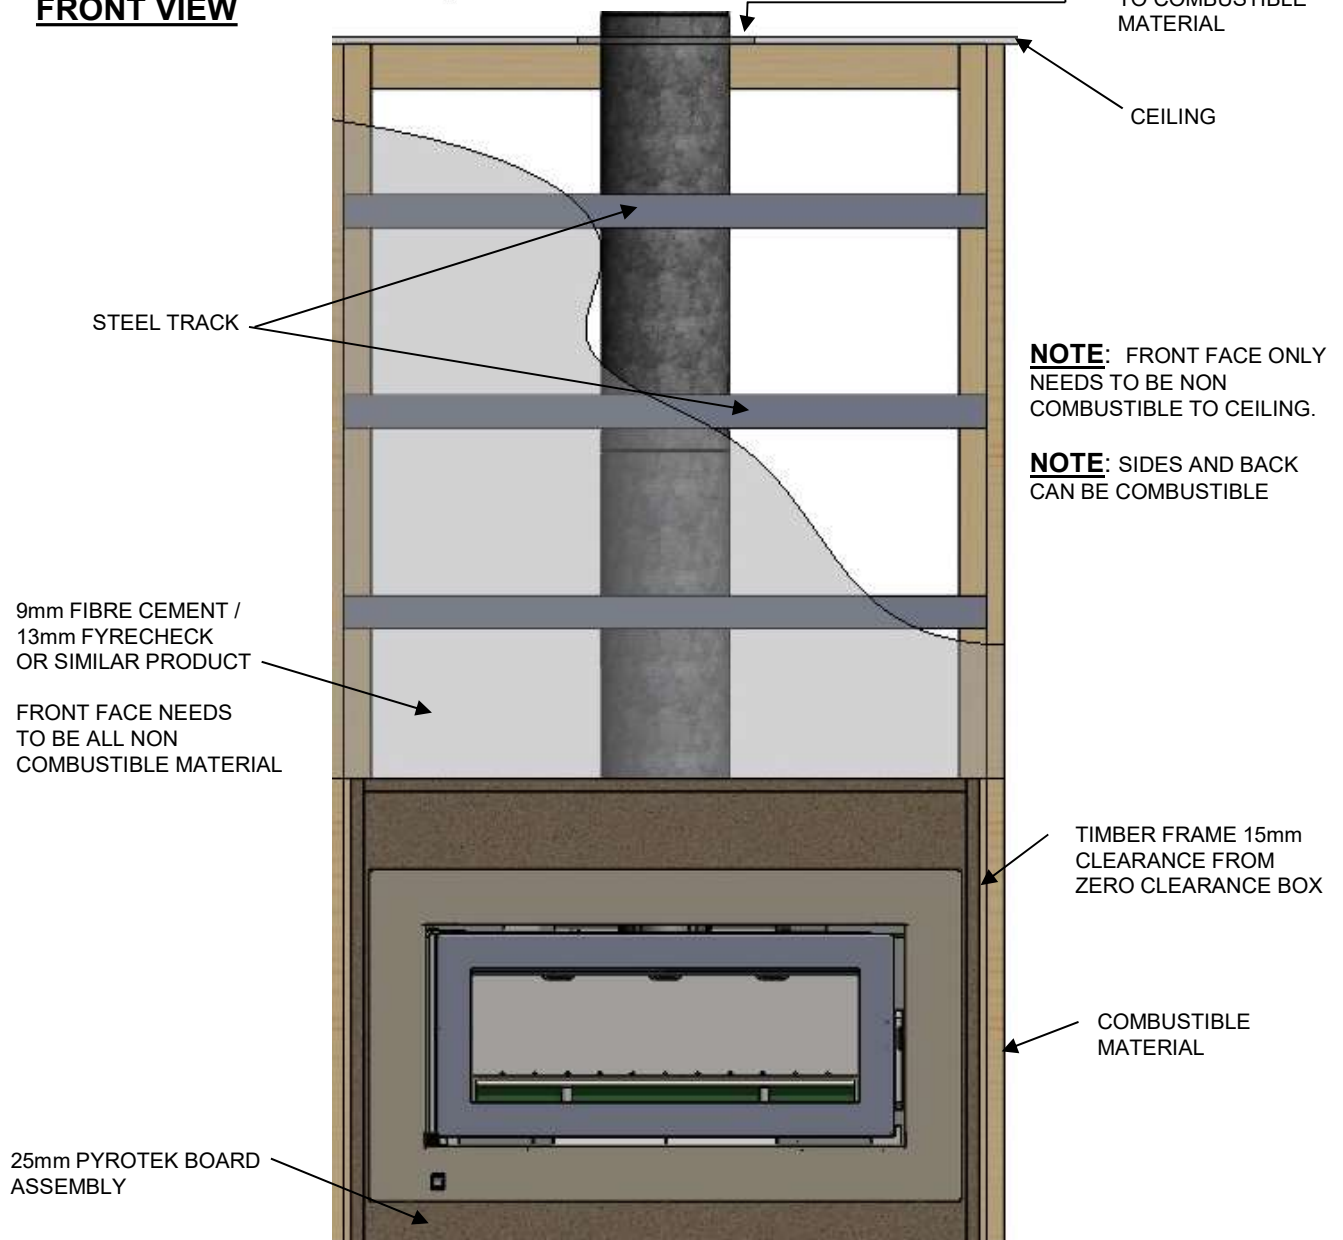 FRONT VIEW
TO COMBUSTIBLE
MATERIAL
CEILING
STEEL TRACK
NOTE: FRONT FACE ONLY
NEEDS TO BE NON
COMBUSTIBLE TO CEILING.
NOTE: SIDES AND BACK
CAN BE COMBUSTIBLE
9mm FIBRE CEMENT /
13mm FYRECHECK
OR SIMILAR PRODUCT
FRONT FACE NEEDS
TO BE ALL NON
COMBUSTIBLE MATERIAL
TIMBER FRAME 15mm
CLEARANCE FROM
ZERO CLEARANCE BOX
COMBUSTIBLE
MATERIAL
25mm PYROTEK BOARD
ASSEMBLY